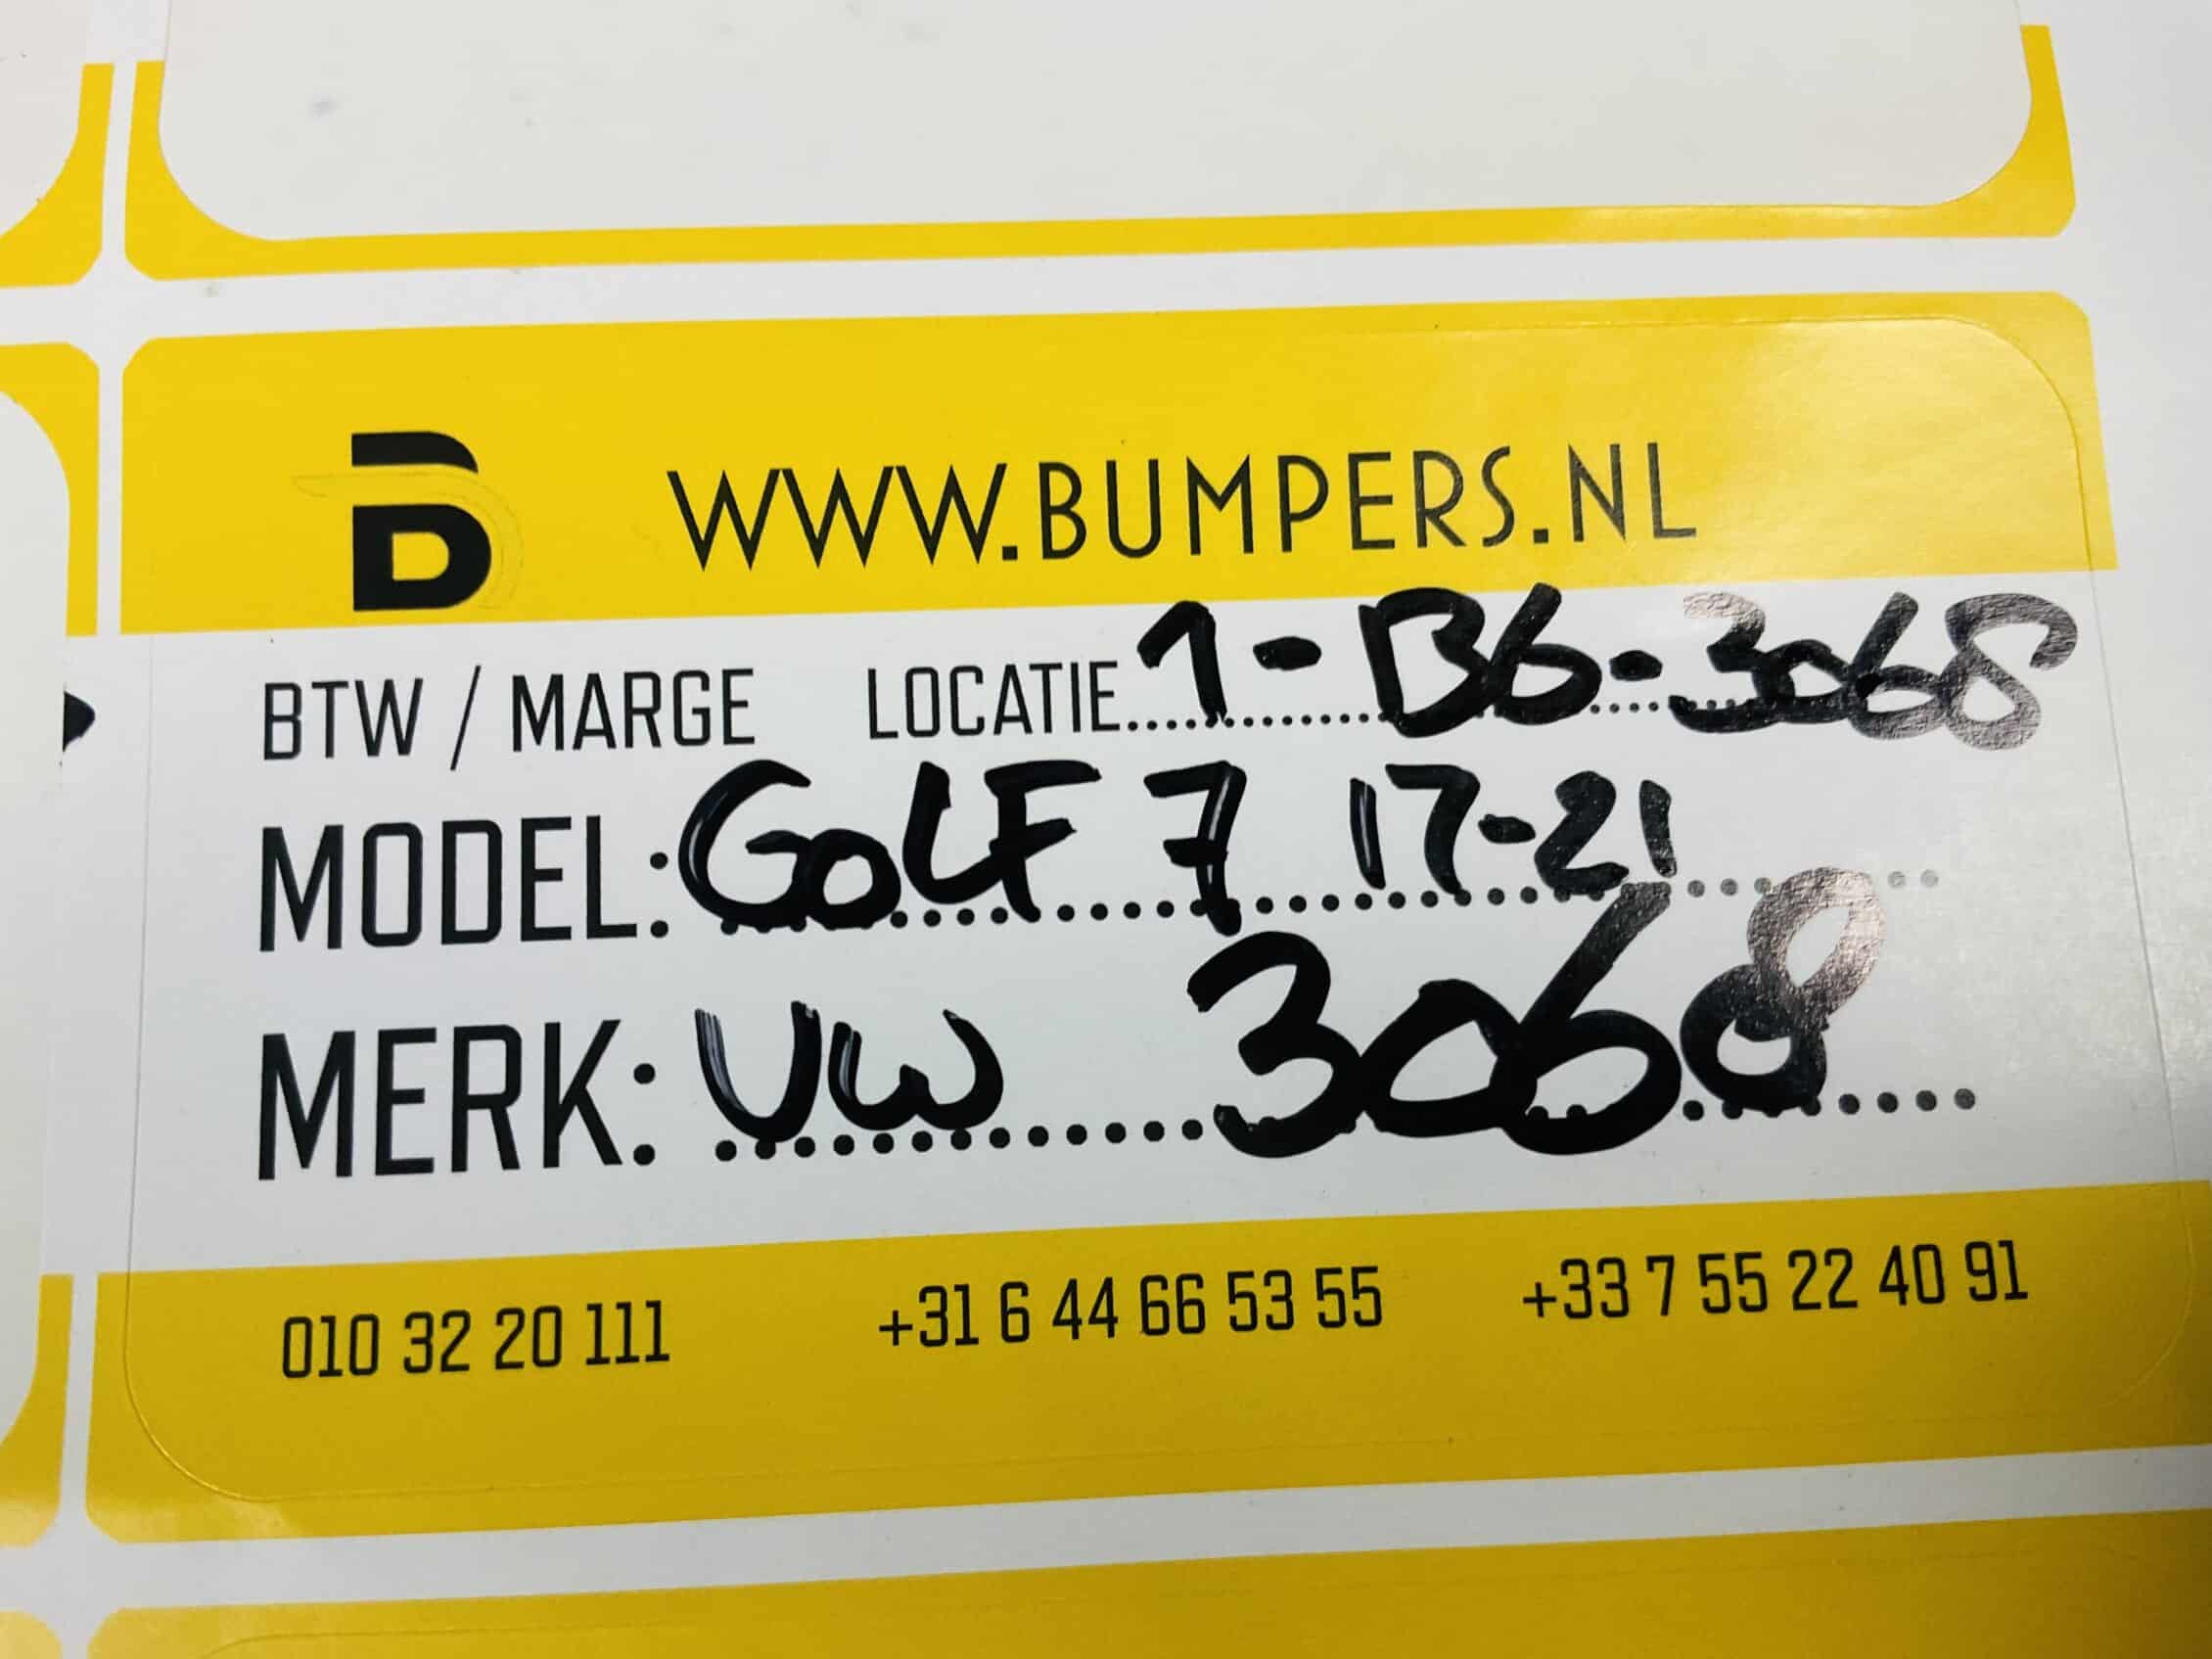 B WWW.BUMPERS.NL
BTW / MARGE LOCATIE 1-B6-3068
MODEL: GOLF 7 17-21
MERK: VW 3068
010 32 20 111 +31 6 44 66 53 55 +33 7 55 22 40 91